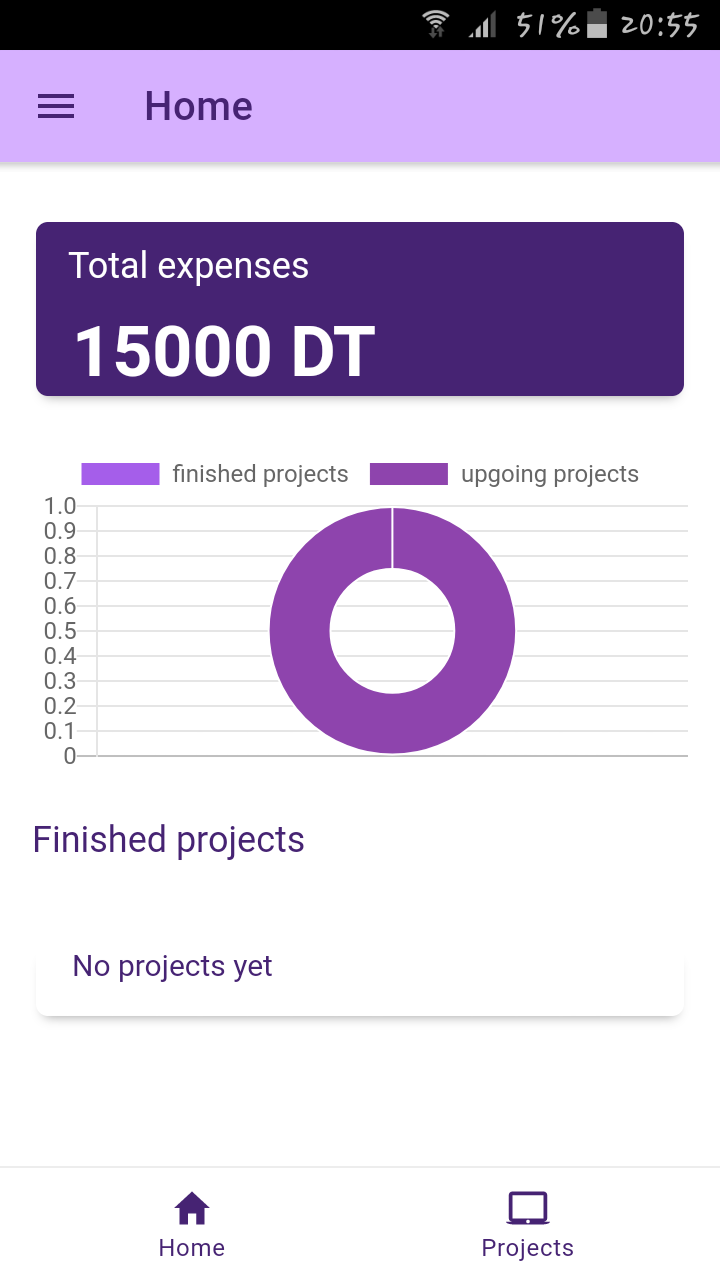 51% 20:55
Home
Total expenses
15000 DT
finished projects upgoing projects
1.0
0.9
0.8
0.7
0.6
0.5
0.4
0.3
0.2
0.1
0
Finished projects
No projects yet
Home Projects